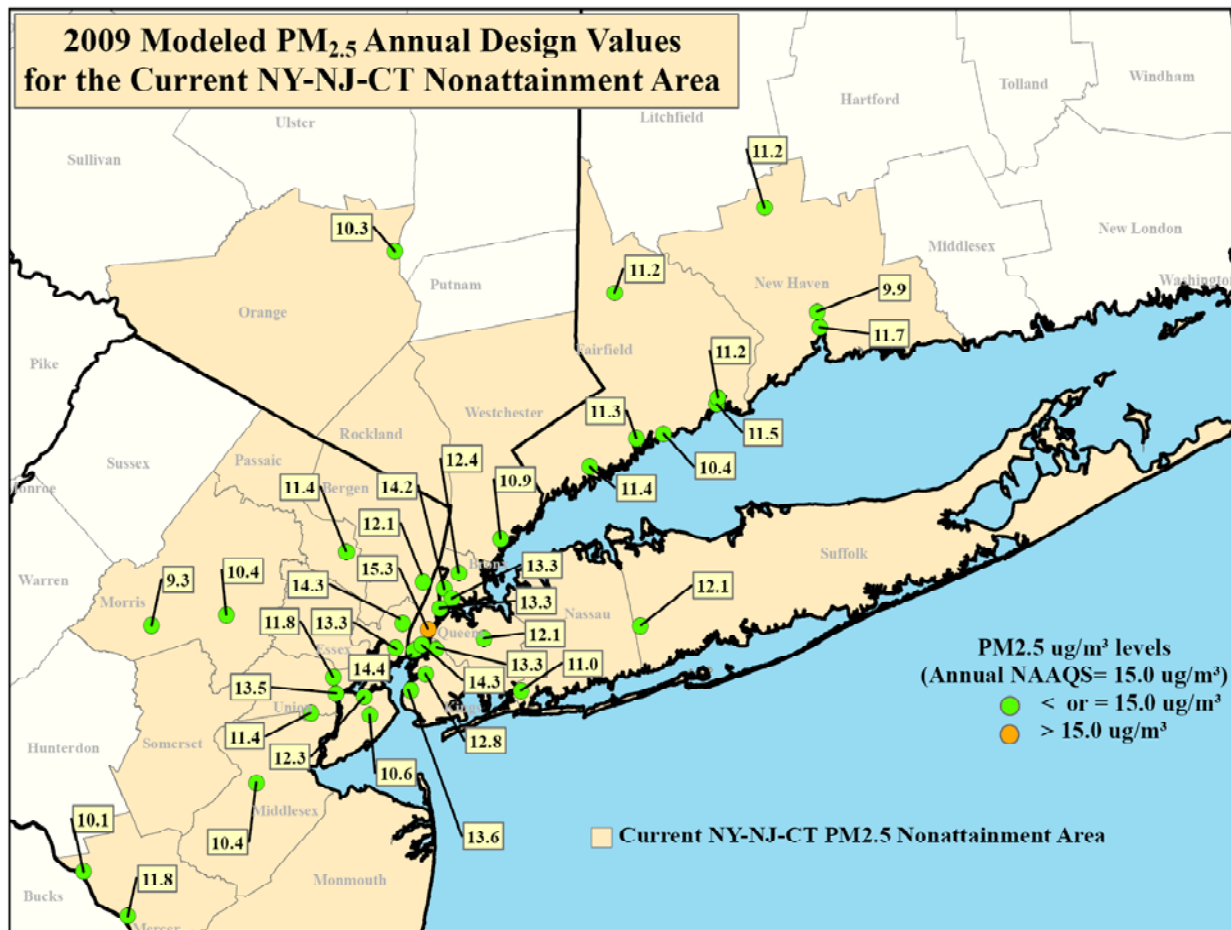 2009 Modeled PM2.5 Annual Design Values
for the Current NY-NJ-CT Nonattainment Area
Windham
Tolland
Hartford
Litchfield
Ulster
Sullivan
11.2
10.3
New London
Middlesex
Putnam
11.2
New Haven
9.9
Washington
Orange
11.7
Pike
Fairfield
11.2
Westchester
11.3
11.5
Rockland
Sussex
Passaic
12.4
10.9
10.4
11.4
Bergen
14.2
11.4
12.1
Suffolk
15.3
Bronx
13.3
Warren
9.3
10.4
14.3
13.3
Nassau
12.1
Morris
11.8
13.3
Queens
12.1
Essex
14.4
13.3
11.0
14.3
13.5
Union
Kings
Hunterdon
Somerset
11.4
12.3
12.8
10.6
PM2.5 ug/m³ levels
(Annual NAAQS= 15.0 ug/m³)
< or = 15.0 ug/m³
> 15.0 ug/m³
10.1
Middlesex
10.4
13.6
Current NY-NJ-CT PM2.5 Nonattainment Area
11.8
Monmouth
Bucks
Mercer